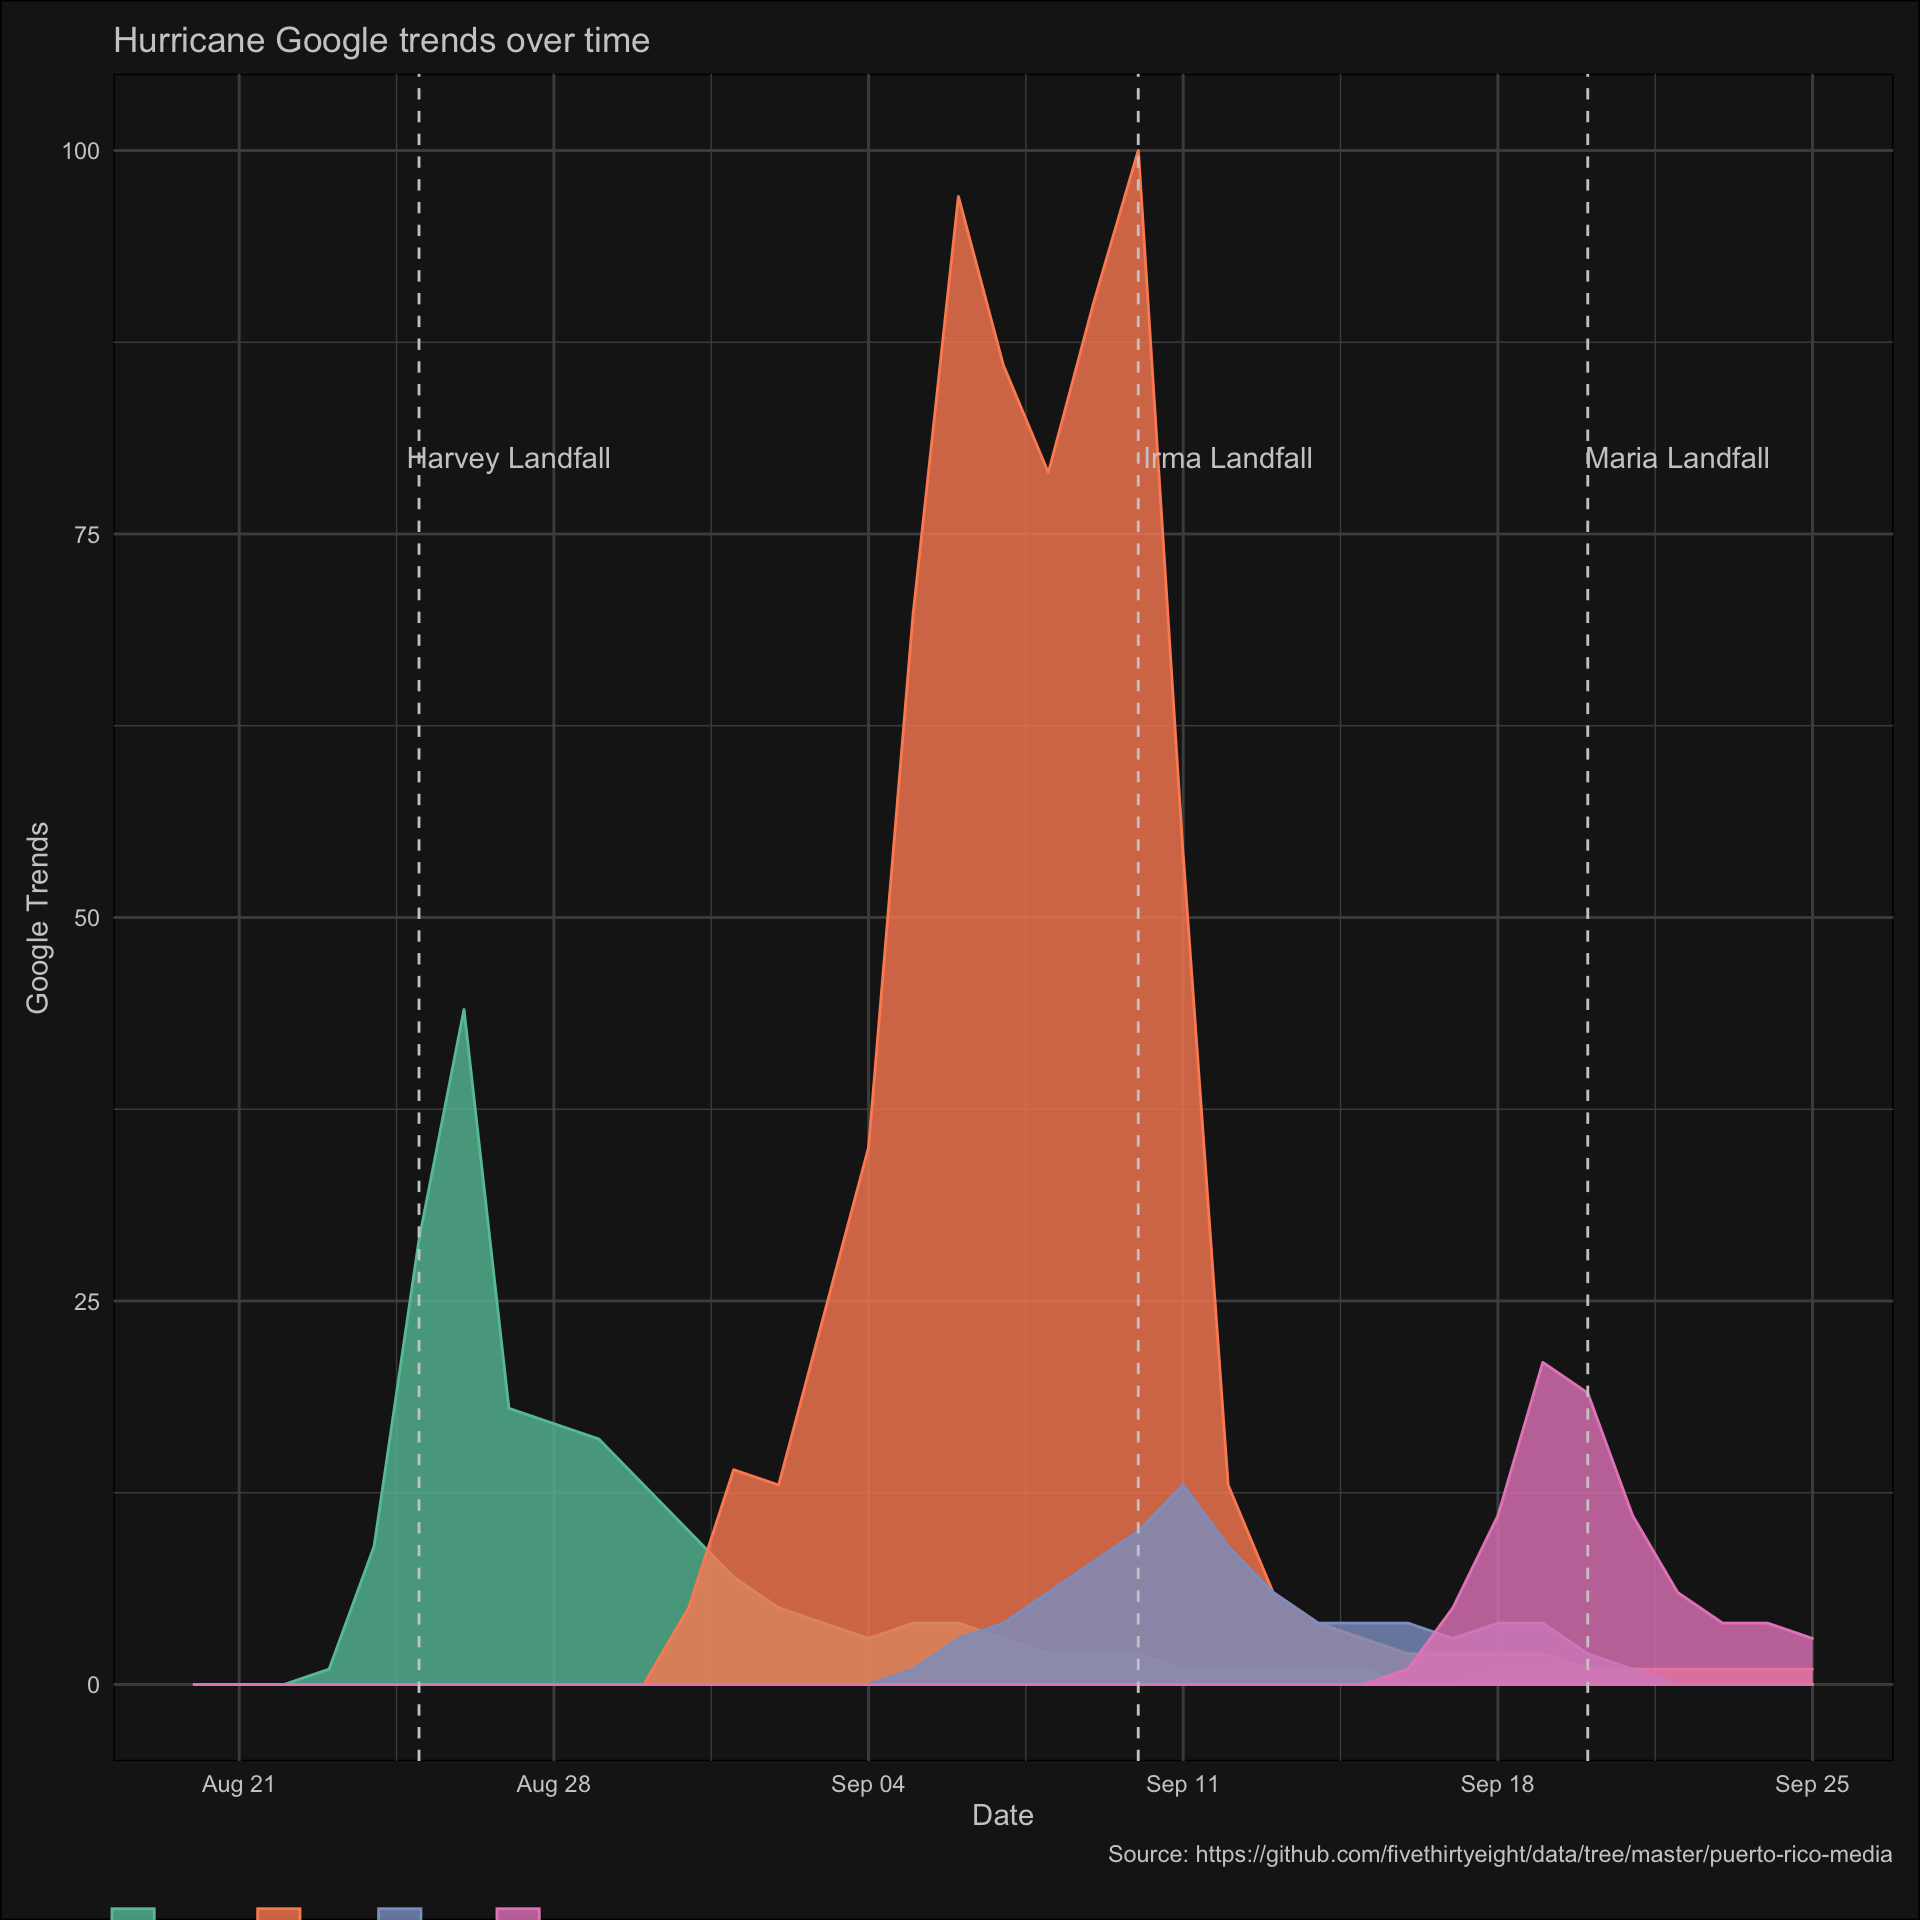 Hurricane Google trends over time
100
75
50
25
0
Google Trends
Harvey Landfall
Irma Landfall
Maria Landfall
Aug 21
Aug 28
Sep 04
Sep 11
Sep 18
Sep 25
Date
Source: https://github.com/fivethirtyeight/data/tree/master/puerto-rico-media